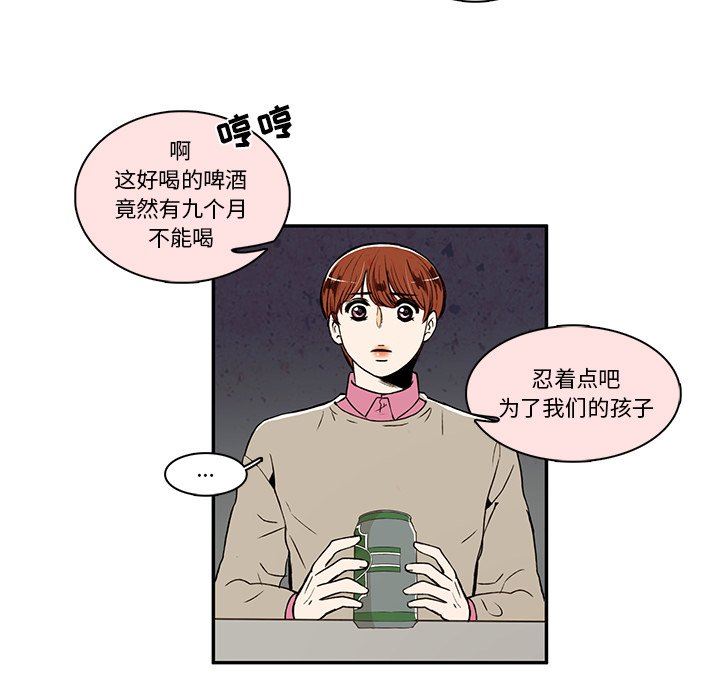 哼 哼
啊
这好喝的啤酒
竟然有九个月
不能喝
忍着点吧
为了我们的孩子
...